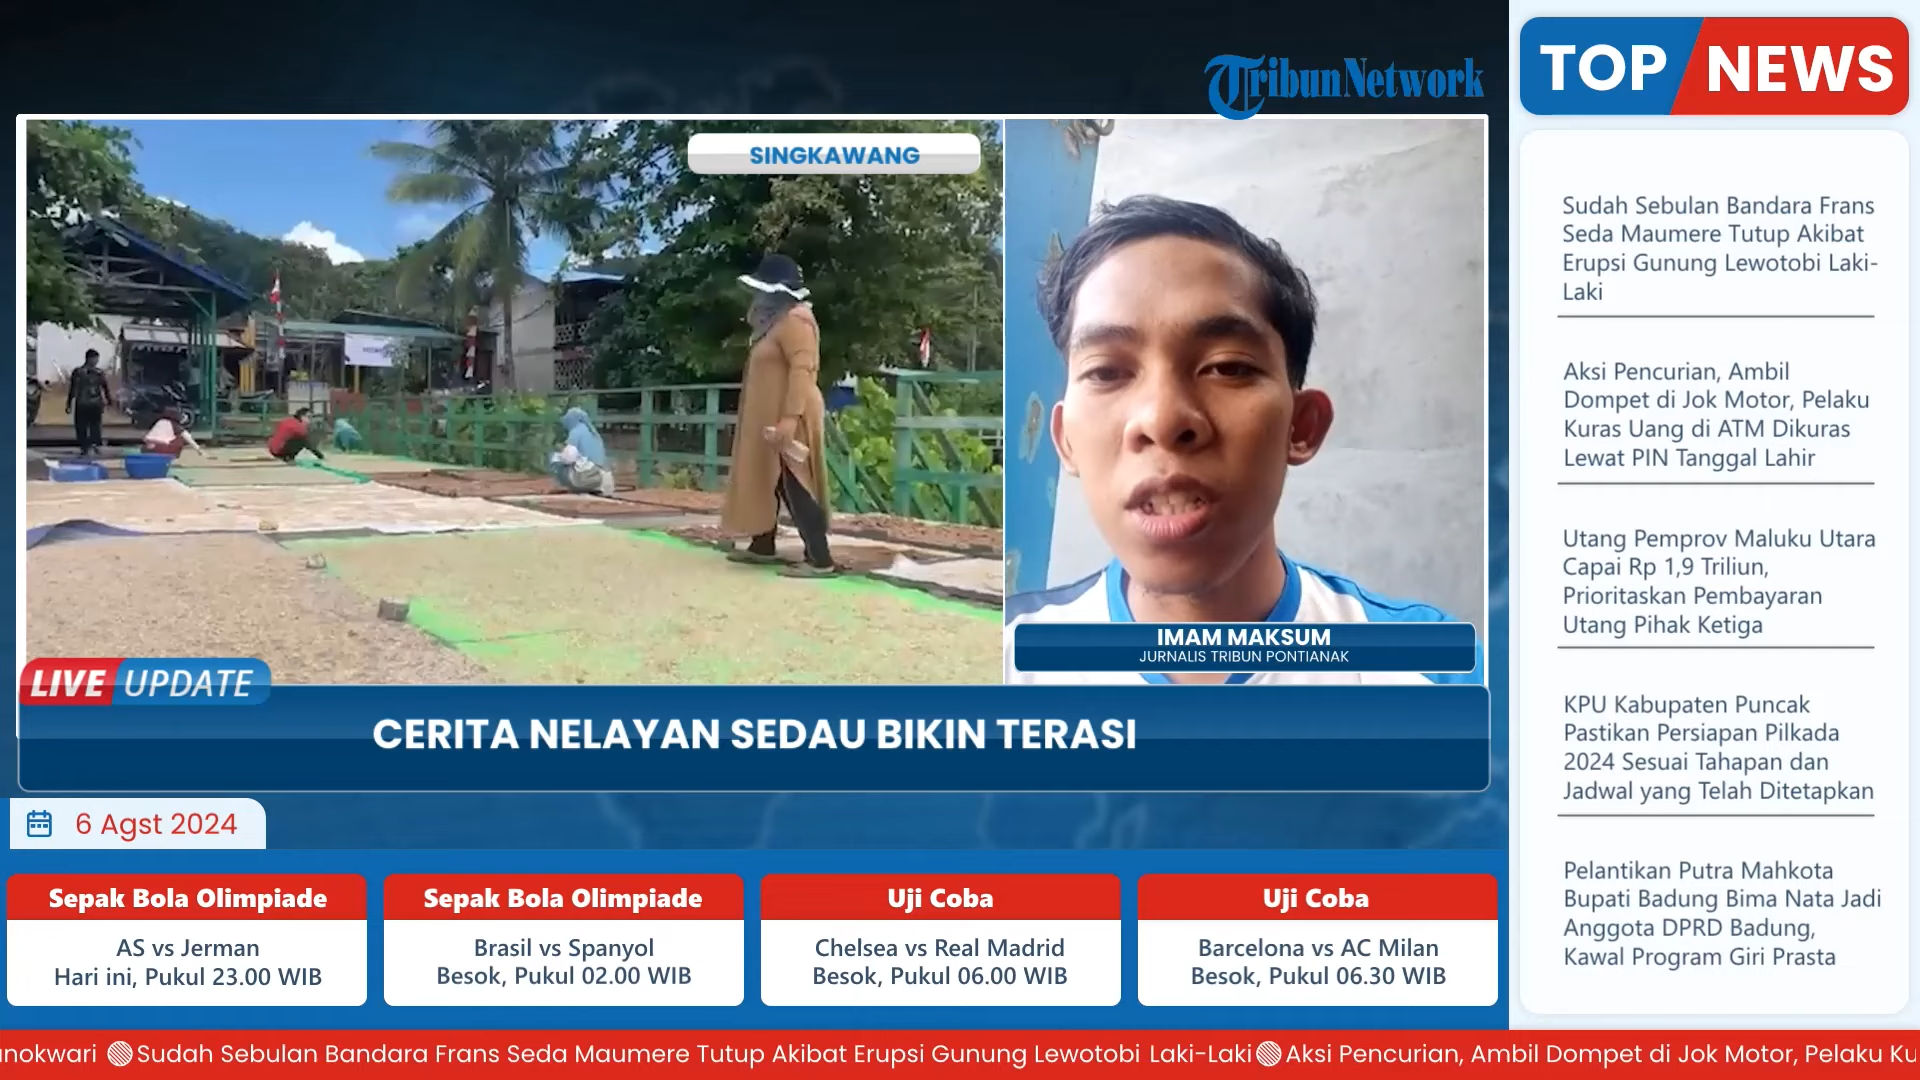 TribunNetwork
TOP NEWS
SINGKAWANG
IMAM MAKSUM
JURNALIS TRIBUN PONTIANAK
LIVE UPDATE
CERITA NELAYAN SEDAU BIKIN TERASI
6 Agst 2024
Sepak Bola Olimpiade
AS vs Jerman
Hari ini, Pukul 23.00 WIB
Sepak Bola Olimpiade
Brasil vs Spanyol
Besok, Pukul 02.00 WIB
Uji Coba
Chelsea vs Real Madrid
Besok, Pukul 06.00 WIB
Uji Coba
Barcelona vs AC Milan
Besok, Pukul 06.30 WIB
Sudah Sebulan Bandara Frans
Seda Maumere Tutup Akibat
Erupsi Gunung Lewotobi Laki-
Laki
Aksi Pencurian, Ambil
Dompet di Jok Motor, Pelaku
Kuras Uang di ATM Dikuras
Lewat PIN Tanggal Lahir
Utang Pemprov Maluku Utara
Capai Rp 1,9 Triliun,
Prioritaskan Pembayaran
Utang Pihak Ketiga
KPU Kabupaten Puncak
Pastikan Persiapan Pilkada
2024 Sesuai Tahapan dan
Jadwal yang Telah Ditetapkan
Pelantikan Putra Mahkota
Bupati Badung Bima Nata Jadi
Anggota DPRD Badung,
Kawal Program Giri Prasta
nokwari Sudah Sebulan Bandara Frans Seda Maumere Tutup Akibat Erupsi Gunung Lewotobi Laki-Laki Aksi Pencurian, Ambil Dompet di Jok Motor, Pelaku Ku